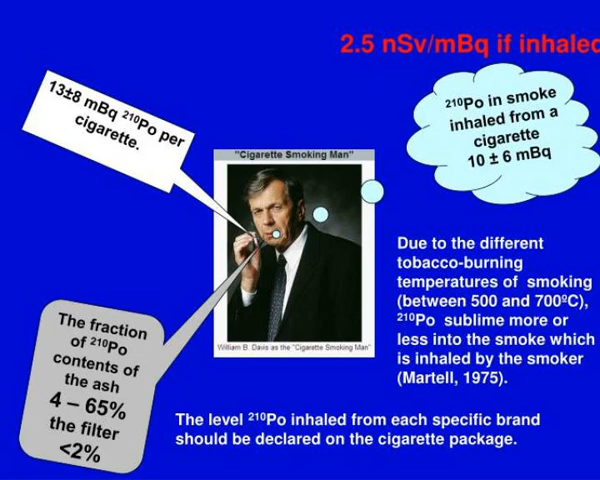 2.5 nSv/mBq if inhaled
13±8 mBq ²¹⁰Po per
cigarette.
²¹⁰Po in smoke
inhaled from a
cigarette
10 ± 6 mBq
"Cigarette Smoking Man"
William B. Davis as the "Cigarette Smoking Man"
Due to the different
tobacco-burning
temperatures of smoking
(between 500 and 700ºC),
²¹⁰Po sublime more or
less into the smoke which
is inhaled by the smoker
(Martell, 1975).
The fraction
of ²¹⁰Po
contents of
the ash
4 – 65%
the filter
<2%
The level ²¹⁰Po inhaled from each specific brand
should be declared on the cigarette package.